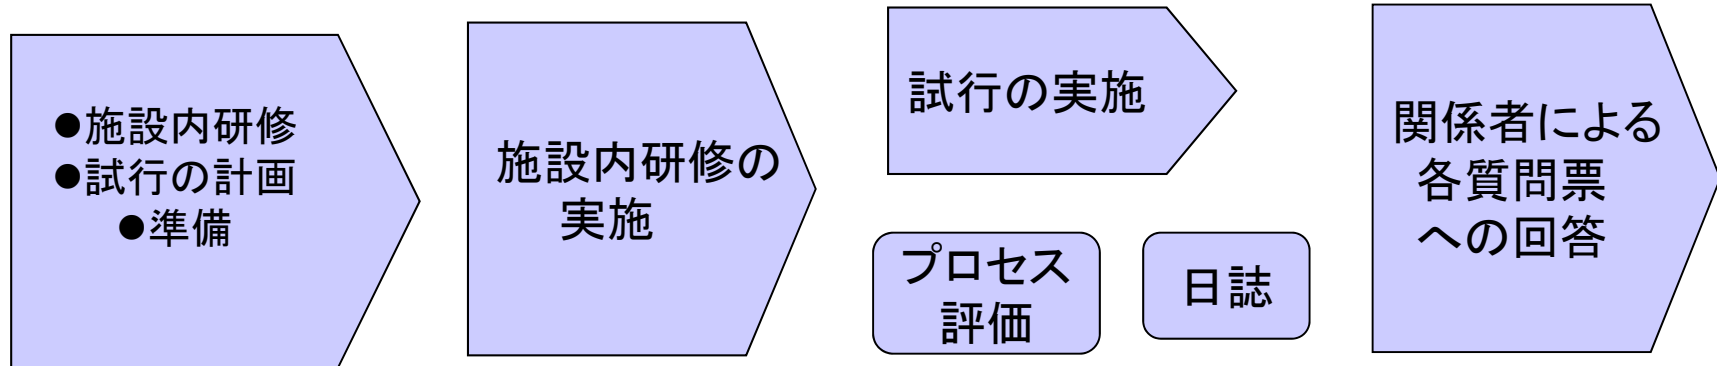 ●施設内研修
●試行の計画
●準備
施設内研修の
実施
試行の実施
プロセス
評価
日誌
関係者による
各質問票
への回答